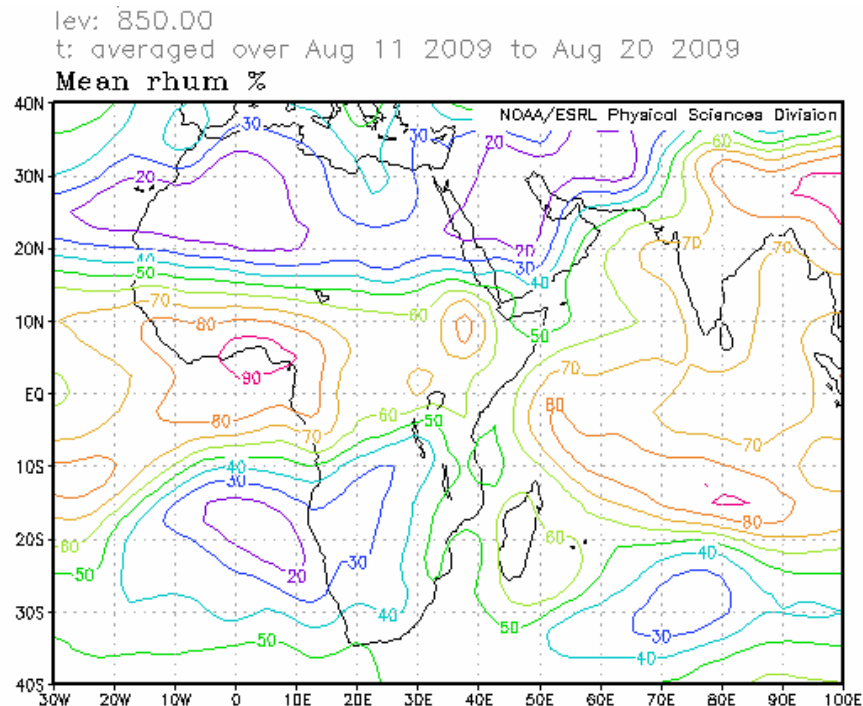 lev: 850.00
t: averaged over Aug 11 2009 to Aug 20 2009
Mean rhum %
40N
NOAA/ESRL Physical Sciences Division
30 30 20 60
30N 20
20N 20 70
40 30
50 40
70 60
10N 80 50
70
90
EQ
80 60 50 80
70 70
10S 40
30
80
20S 60
60 40
50 20
30S 40 50
30
50 40
40S
30W 20W 10W 0 10E 20E 30E 40E 50E 60E 70E 80E 90E 100E